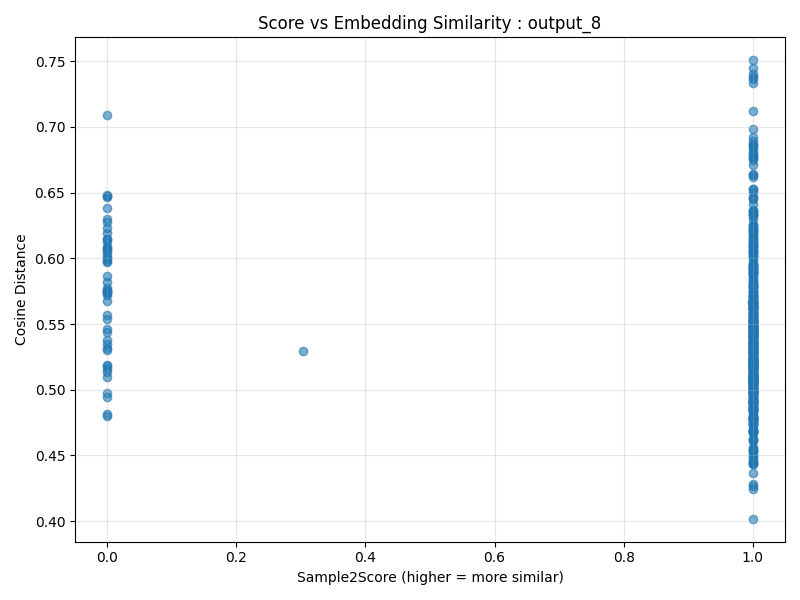 Score vs Embedding Similarity : output_8
0.75
0.70
0.65
0.60
0.55
0.50
0.45
0.40
Cosine Distance
0.0 0.2 0.4 0.6 0.8 1.0
Sample2Score (higher = more similar)